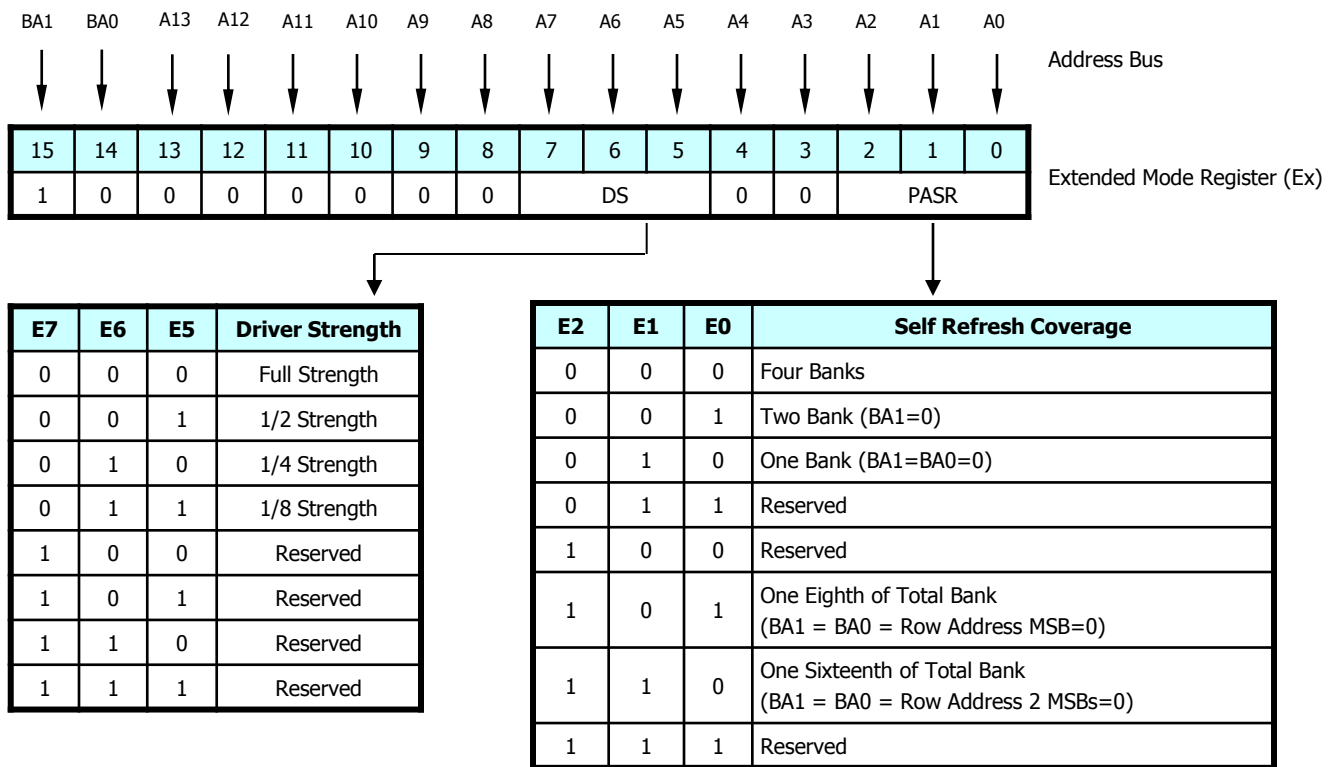 BA1 BA0 A13 A12 A11 A10 A9 A8 A7 A6 A5 A4 A3 A2 A1 A0
Address Bus
15 14 13 12 11 10 9 8 7 6 5 4 3 2 1 0
1 0 0 0 0 0 0 0 DS 0 0 PASR
Extended Mode Register (Ex)
E7 E6 E5 Driver Strength
0 0 0 Full Strength
0 0 1 1/2 Strength
0 1 0 1/4 Strength
0 1 1 1/8 Strength
1 0 0 Reserved
1 0 1 Reserved
1 1 0 Reserved
1 1 1 Reserved
E2 E1 E0 Self Refresh Coverage
0 0 0 Four Banks
0 0 1 Two Bank (BA1=0)
0 1 0 One Bank (BA1=BA0=0)
0 1 1 Reserved
1 0 0 Reserved
1 0 1 One Eighth of Total Bank
(BA1 = BA0 = Row Address MSB=0)
1 1 0 One Sixteenth of Total Bank
(BA1 = BA0 = Row Address 2 MSBs=0)
1 1 1 Reserved